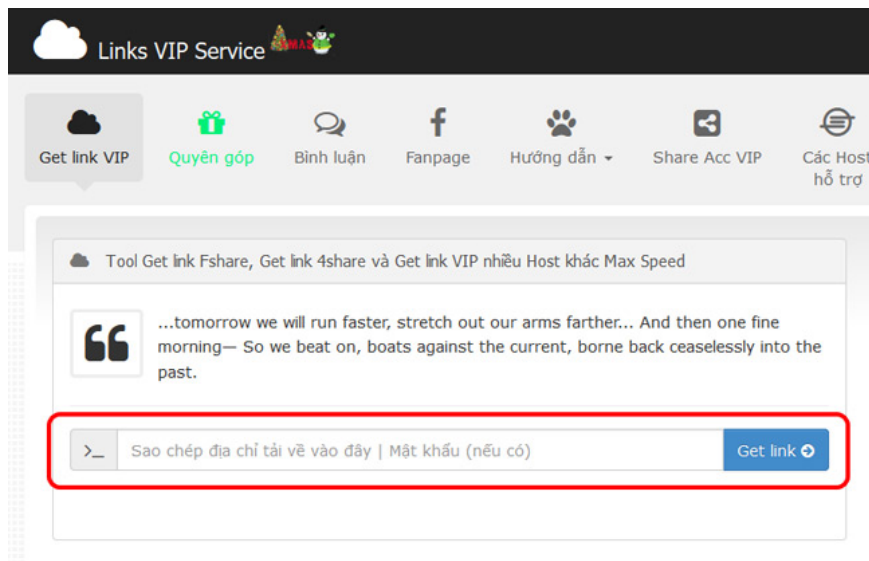 Links VIP Service XMAS
Get link VIP
Quyên góp
Bình luận
Fanpage
Hướng dẫn
Share Acc VIP
Các Host
hỗ trợ
Tool Get link Fshare, Get link 4share và Get link VIP nhiều Host khác Max Speed
...tomorrow we will run faster, stretch out our arms farther... And then one fine
morning— So we beat on, boats against the current, borne back ceaselessly into the
past.
>_ Sao chép địa chỉ tải về vào đây | Mật khẩu (nếu có) Get link